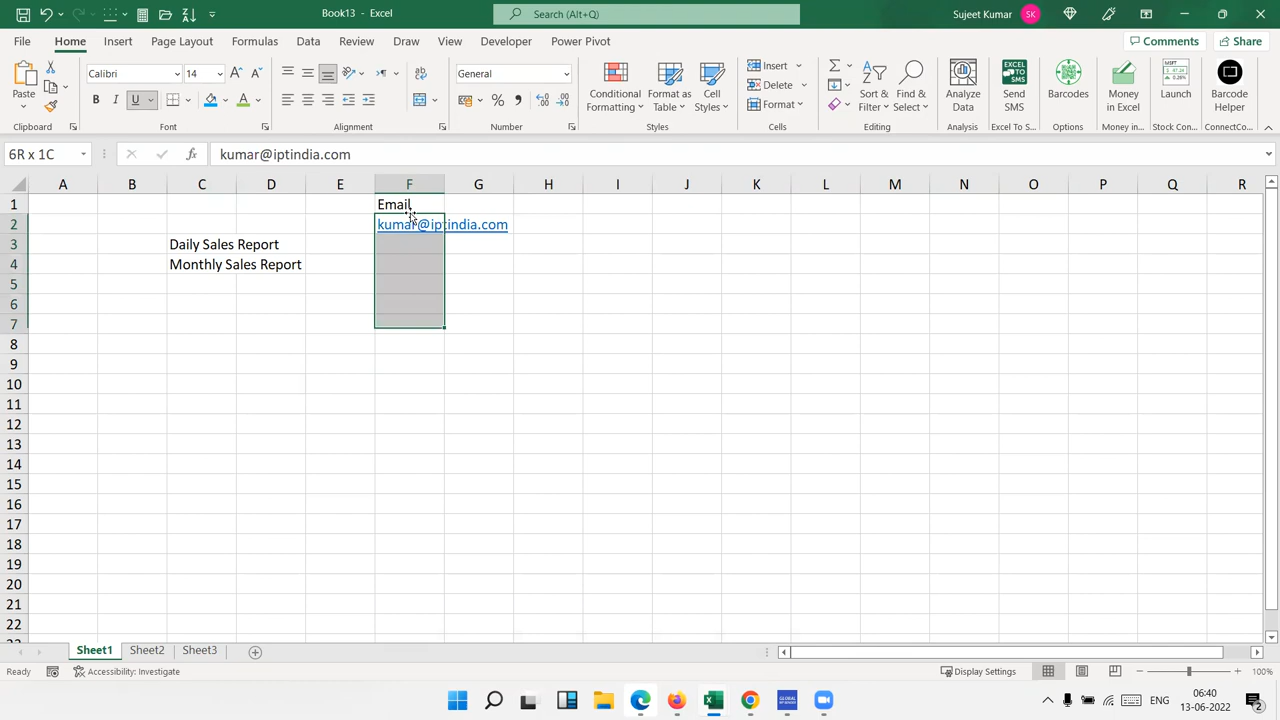 Book13 - Excel
Search (Alt+Q)
Sujeet Kumar
SK
File Home Insert Page Layout Formulas Data Review Draw View Developer Power Pivot
Comments
Share
Paste
Calibri
14
B I U
General
Conditional Formatting
Format as Table
Cell Styles
Insert
Delete
Format
Sort & Filter
Find & Select
Analyze Data
Send SMS
Barcodes
Money in Excel
Launch
Barcode Helper
Clipboard
Font
Alignment
Number
Styles
Cells
Editing
Analysis
Excel To S...
Options
Money in...
Stock Con...
ConnectCo...
6R x 1C
fx
kumar@iptindia.com
A B C D E F G H I J K L M N O P Q R
1 Email
2 kumar@iptindia.com
3 Daily Sales Report
4 Monthly Sales Report
5
6
7
8
9
10
11
12
13
14
15
16
17
18
19
20
21
22
Sheet1 Sheet2 Sheet3
Ready
Accessibility: Investigate
Display Settings
100%
ENG
06:40
13-06-2022
2